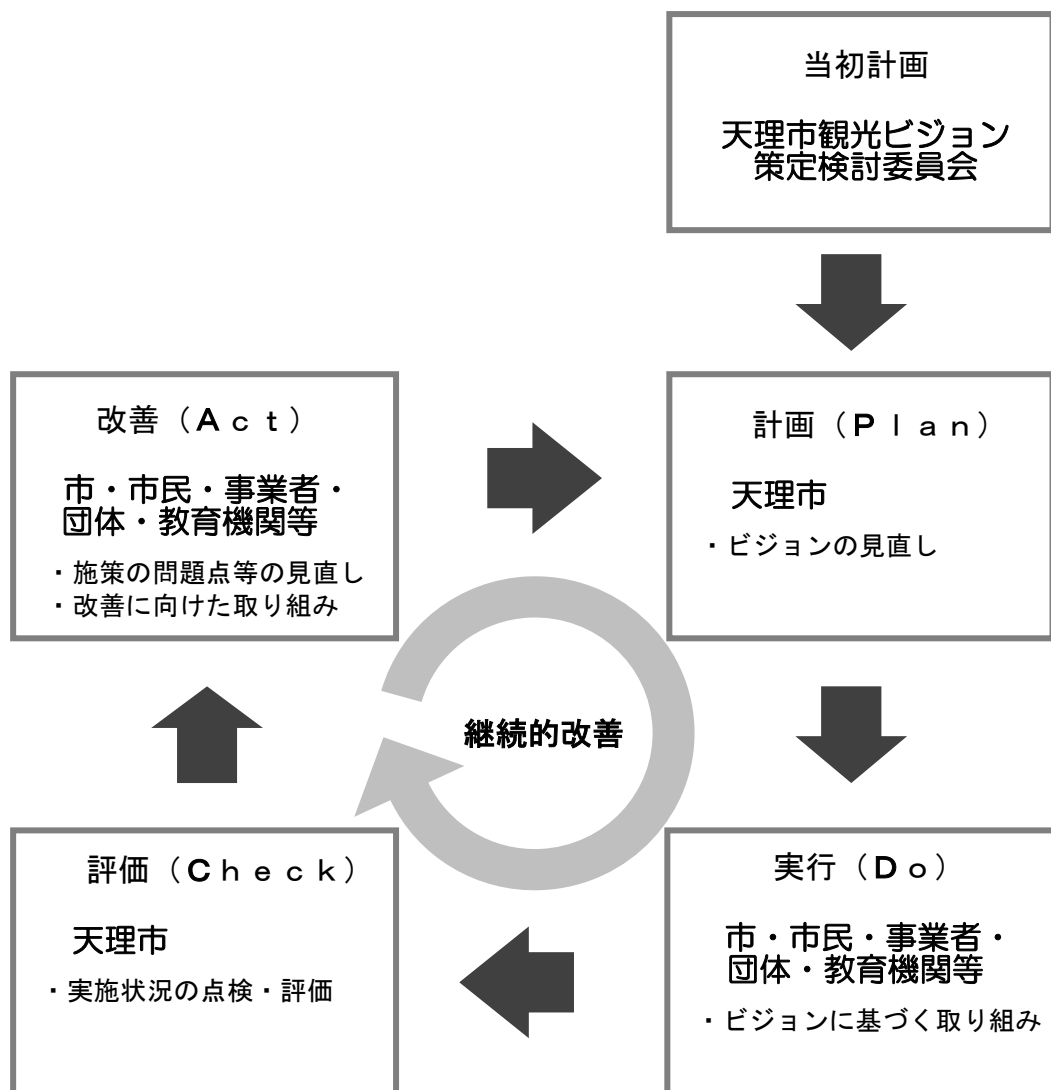 当初計画
天理市観光ビジョン
策定検討委員会
改善（Ａｃｔ）
市・市民・事業者・
団体・教育機関等
・施策の問題点等の見直し
・改善に向けた取り組み
計画（Ｐｌａｎ）
天理市
・ビジョンの見直し
継続的改善
評価（Ｃｈｅｃｋ）
天理市
・実施状況の点検・評価
実行（Ｄｏ）
市・市民・事業者・
団体・教育機関等
・ビジョンに基づく取り組み